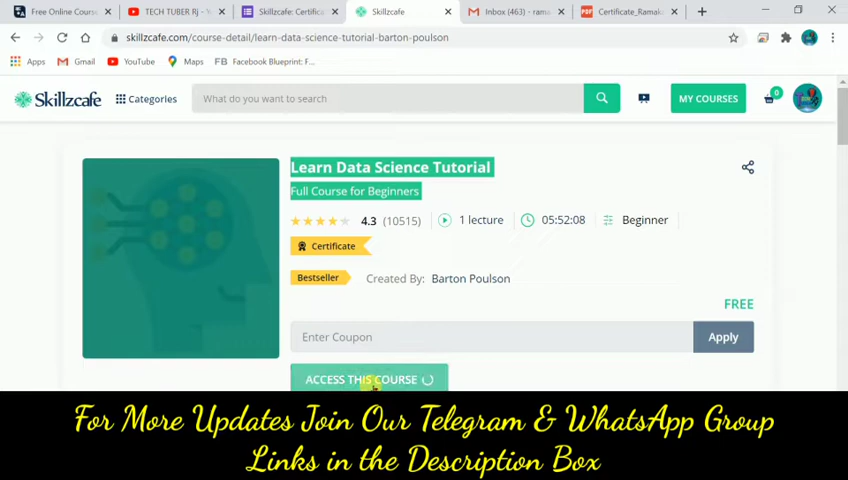 Free Online Cours
TECH TUBER Rj - 
Skillzcafe: Certifica
Skillzcafe
Inbox (463) - rama
Certificate_Ramak
skillzcafe.com/course-detail/learn-data-science-tutorial-barton-poulson
Apps
Gmail
YouTube
Maps
FB Facebook Blueprint: F...
Skillzcafe
Categories
What do you want to search
MY COURSES
0
Learn Data Science Tutorial
Full Course for Beginners
4.3 (10515)
1 lecture
05:52:08
Beginner
Certificate
Bestseller
Created By: Barton Poulson
FREE
Enter Coupon
Apply
ACCESS THIS COURSE
For More Updates Join Our Telegram & WhatsApp Group
Links in the Description Box